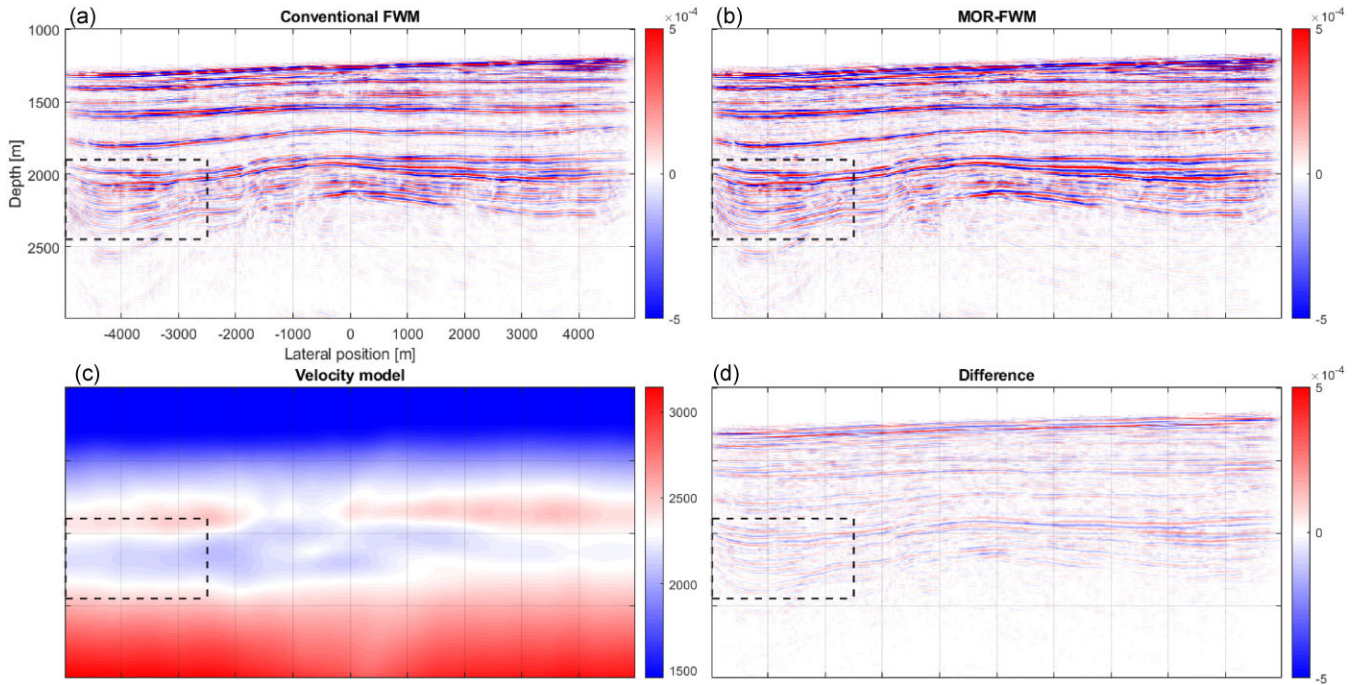 (a)
Conventional FWM
×10⁻⁴
5
0
-5
1000
1500
2000
2500
Depth [m]
-4000 -3000 -2000 -1000 0 1000 2000 3000 4000
Lateral position [m]
(b)
MOR-FWM
×10⁻⁴
5
0
-5
(c)
Velocity model
3000
2500
2000
1500
(d)
Difference
×10⁻⁴
5
0
-5